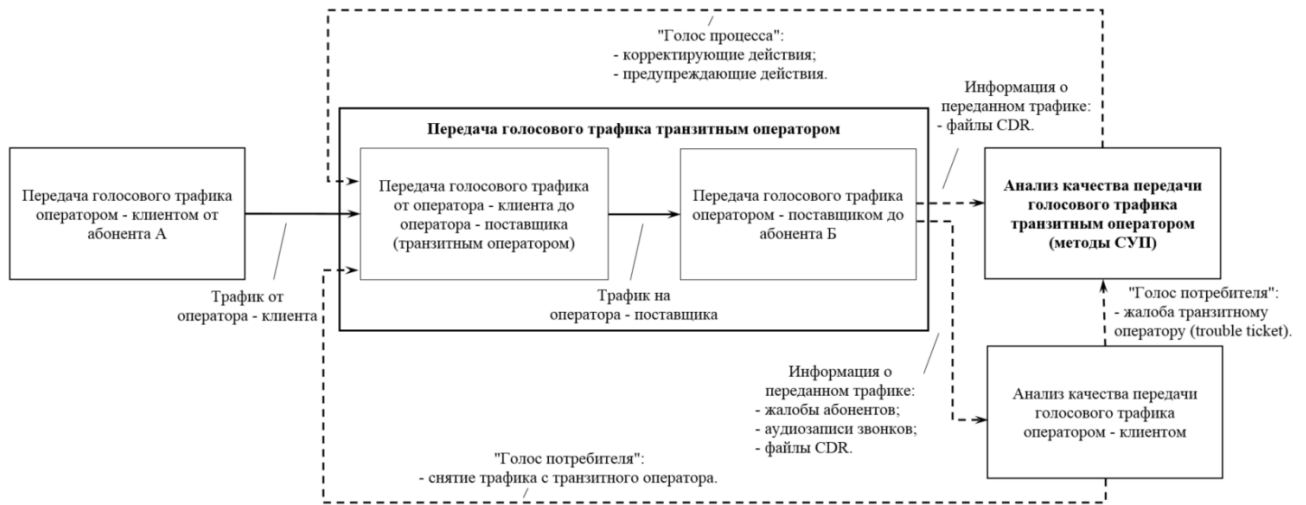 "Голос процесса":
- корректирующие действия;
- предупреждающие действия.
Информация о
переданном трафике:
- файлы CDR.
Передача голосового трафика транзитным оператором
Передача голосового трафика
оператором - клиентом от
абонента А
Передача голосового трафика
от оператора - клиента до
оператора - поставщика
(транзитным оператором)
Передача голосового трафика
оператором - поставщиком до
абонента Б
Анализ качества передачи
голосового трафика
транзитным оператором
(методы СУП)
Трафик от
оператора - клиента
Трафик на
оператора - поставщика
"Голос потребителя":
- жалоба транзитному
оператору (trouble ticket).
Информация о
переданном трафике:
- жалобы абонентов;
- аудиозаписи звонков;
- файлы CDR.
Анализ качества передачи
голосового трафика
оператором - клиентом
"Голос потребителя":
- снятие трафика с транзитного оператора.